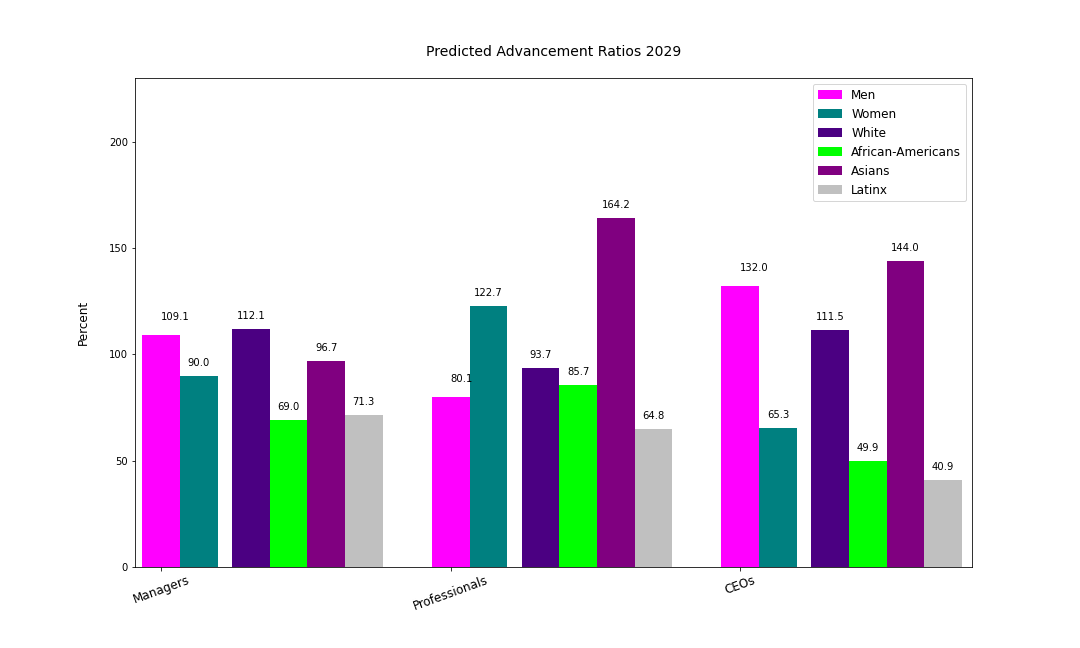 Predicted Advancement Ratios 2029
Men
Women
White
African-Americans
Asians
Latinx
Percent
200
150
100
50
0
109.1
90.0
112.1
69.0
96.7
71.3
80.1
122.7
93.7
85.7
164.2
64.8
132.0
65.3
111.5
49.9
144.0
40.9
Managers
Professionals
CEOs